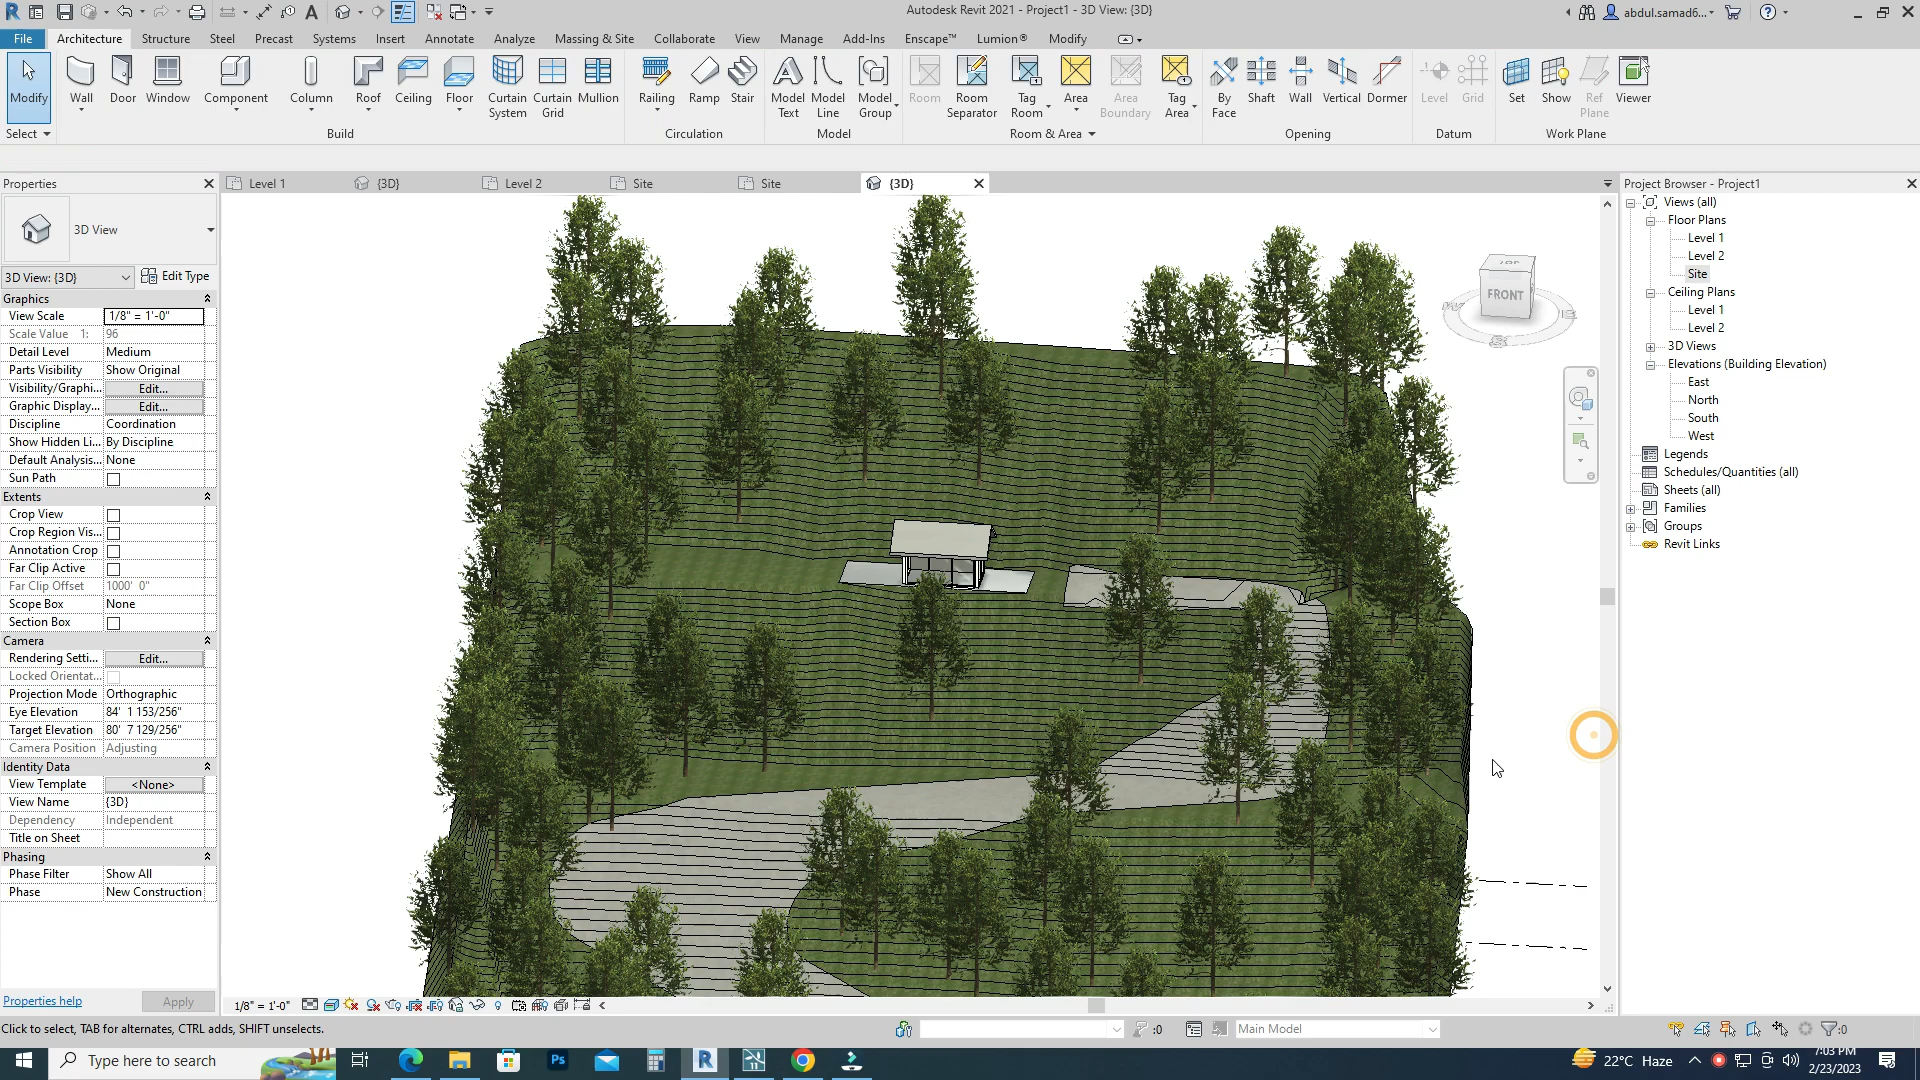 Autodesk Revit 2021 - Project1 - 3D View: {3D}
abdul.samad6...
File Architecture Structure Steel Precast Systems Insert Annotate Analyze Massing & Site Collaborate View Manage Add-Ins Enscape™ Lumion® Modify
Modify Wall Door Window Component Column Roof Ceiling Floor Curtain System Curtain Grid Mullion Railing Ramp Stair Model Text Model Line Model Group Room Room Separator Tag Room Area Area Boundary Tag Area By Face Shaft Wall Vertical Dormer Level Grid Set Show Ref Plane Viewer
Select Build Circulation Model Room & Area Opening Datum Work Plane
Properties
Level 1 {3D} Level 2 Site Site {3D}
Project Browser - Project1
3D View
3D View: {3D} Edit Type
Graphics
View Scale 1/8" = 1'-0"
Scale Value 1: 96
Detail Level Medium
Parts Visibility Show Original
Visibility/Graphi... Edit...
Graphic Display... Edit...
Discipline Coordination
Show Hidden Li... By Discipline
Default Analysis... None
Sun Path
Extents
Crop View
Crop Region Vis...
Annotation Crop
Far Clip Active
Far Clip Offset 1000' 0"
Scope Box None
Section Box
Camera
Rendering Setti... Edit...
Locked Orientat...
Projection Mode Orthographic
Eye Elevation 84' 1 153/256"
Target Elevation 80' 7 129/256"
Camera Position Adjusting
Identity Data
View Template <None>
View Name {3D}
Dependency Independent
Title on Sheet
Phasing
Phase Filter Show All
Phase New Construction
Properties help Apply
TOP
FRONT
Views (all)
Floor Plans
Level 1
Level 2
Site
Ceiling Plans
Level 1
Level 2
3D Views
Elevations (Building Elevation)
East
North
South
West
Legends
Schedules/Quantities (all)
Sheets (all)
Families
Groups
Revit Links
1/8" = 1'-0"
Click to select, TAB for alternates, CTRL adds, SHIFT unselects.
:0
Main Model
:0
Type here to search
Ps
R
11
22°C Haze
7:03 PM
2/23/2023